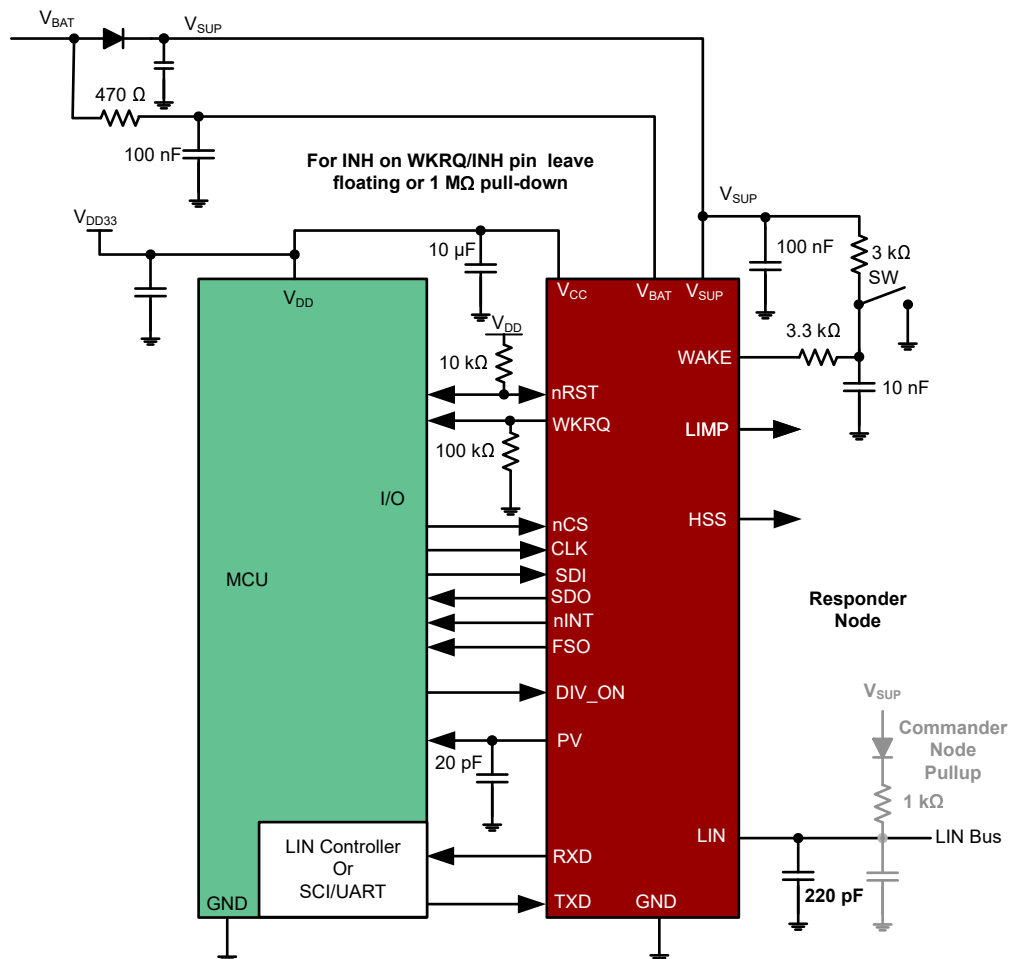 VBAT
VSUP
470 Ω
100 nF
For INH on WKRQ/INH pin leave
floating or 1 MΩ pull-down
VSUP
VDD33
10 µF
100 nF
3 kΩ
SW
VDD
VCC
VBAT
VSUP
VDD
10 kΩ
3.3 kΩ
WAKE
nRST
10 nF
WKRQ
LIMP
100 kΩ
I/O
HSS
nCS
CLK
MCU
SDI
SDO
Responder
Node
nINT
FSO
DIV_ON
VSUP
Commander
Node
Pullup
PV
20 pF
1 kΩ
LIN
LIN Bus
LIN Controller
Or
SCI/UART
RXD
220 pF
GND
TXD
GND